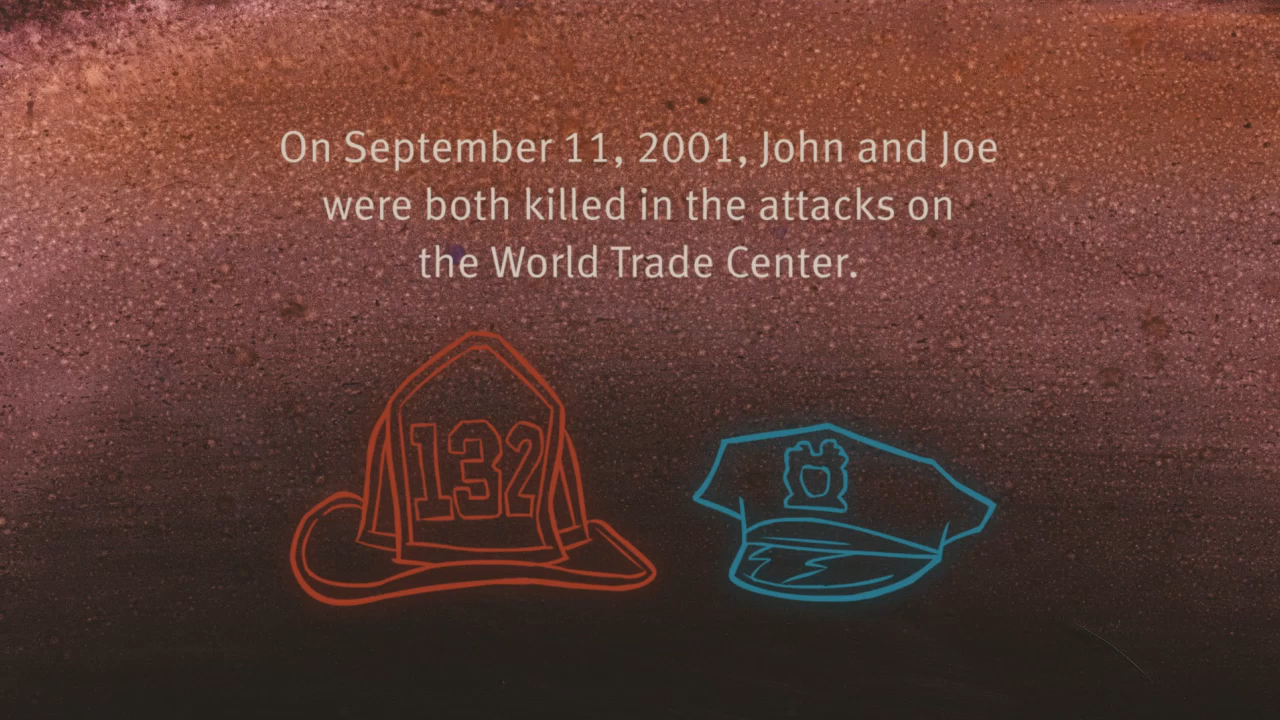 On September 11, 2001, John and Joe
were both killed in the attacks on
the World Trade Center.
132